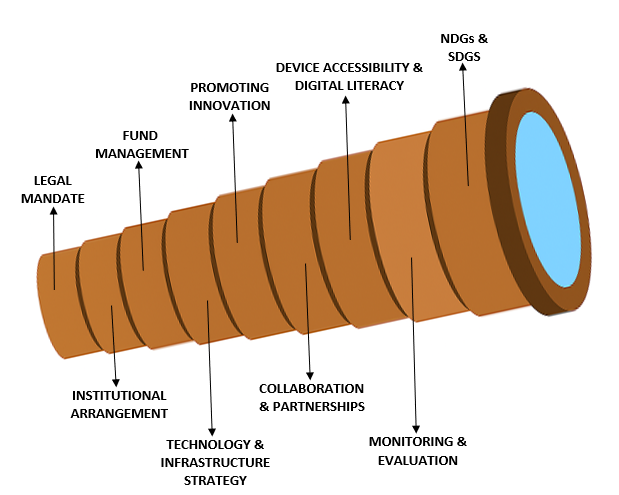 NDGs &
SDGS
DEVICE ACCESSIBILITY &
DIGITAL LITERACY
PROMOTING
INNOVATION
FUND
MANAGEMENT
LEGAL
MANDATE
INSTITUTIONAL
ARRANGEMENT
TECHNOLOGY &
INFRASTRUCTURE
STRATEGY
COLLABORATION
& PARTNERSHIPS
MONITORING &
EVALUATION